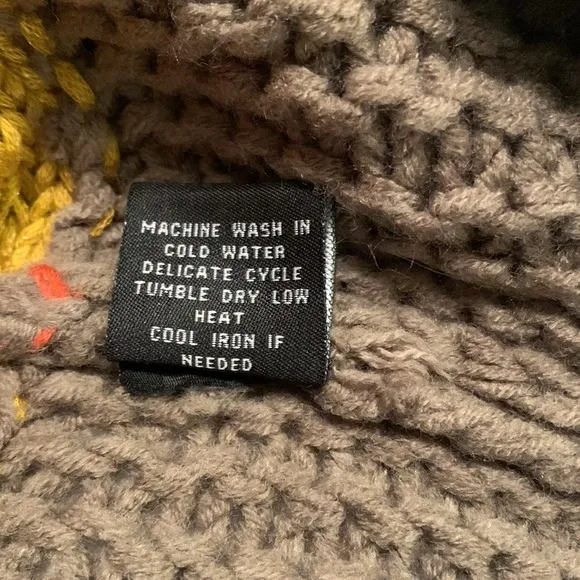 MACHINE WASH IN
COLD WATER
DELICATE CYCLE
TUMBLE DRY LOW
HEAT
COOL IRON IF
NEEDED